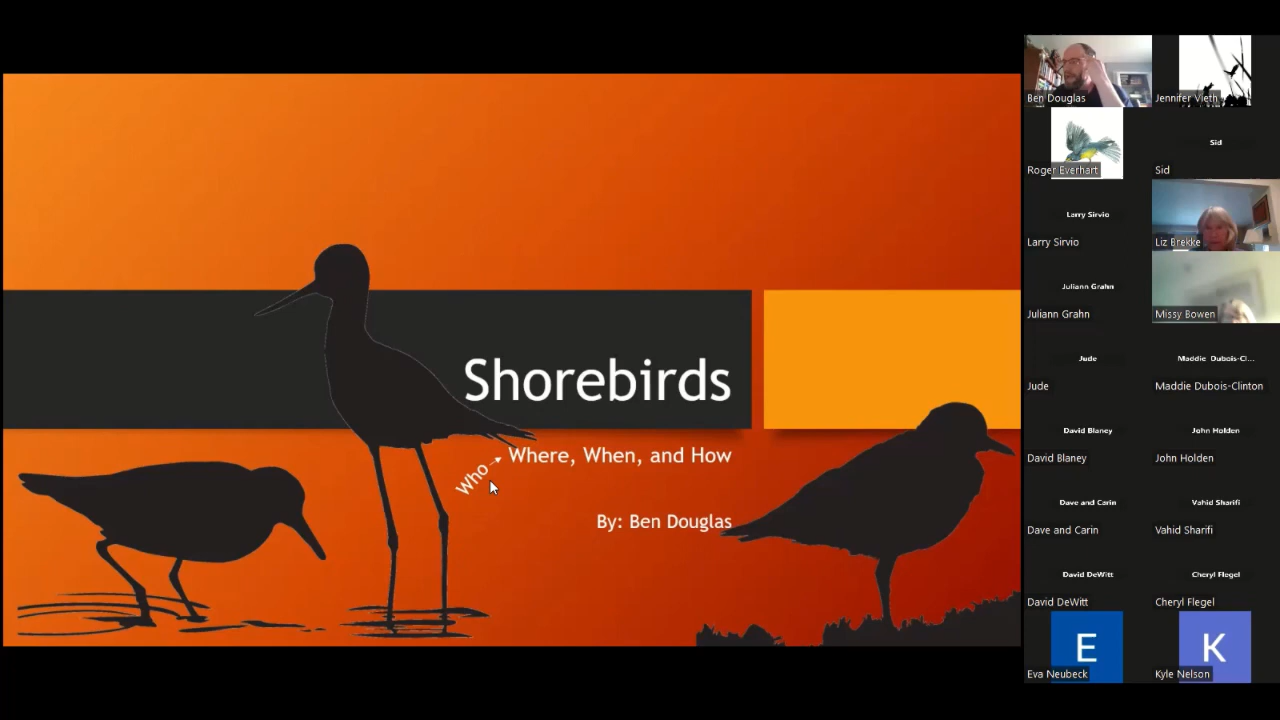 Shorebirds
Who
Where, When, and How
By: Ben Douglas
Ben Douglas
Jennifer Vieth
Roger Everhart
Sid
Sid
Larry Sirvio
Larry Sirvio
Liz Brekke
Juliann Grahn
Juliann Grahn
Missy Bowen
Jude
Jude
Maddie Dubois-Cl...
Maddie Dubois-Clinton
David Blaney
David Blaney
John Holden
John Holden
Dave and Carin
Dave and Carin
Vahid Sharifi
Vahid Sharifi
David DeWitt
David DeWitt
Cheryl Flegel
Cheryl Flegel
E
Eva Neubeck
K
Kyle Nelson